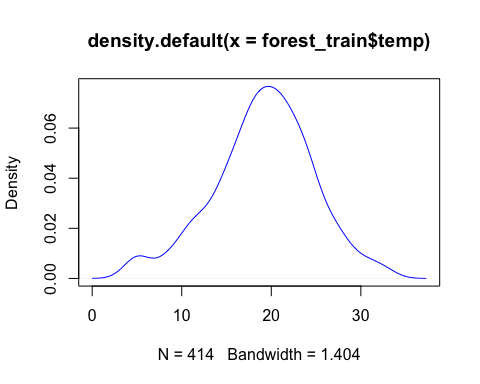 density.default(x = forest_train$temp)
Density
0.00 0.02 0.04 0.06
0 10 20 30
N = 414 Bandwidth = 1.404